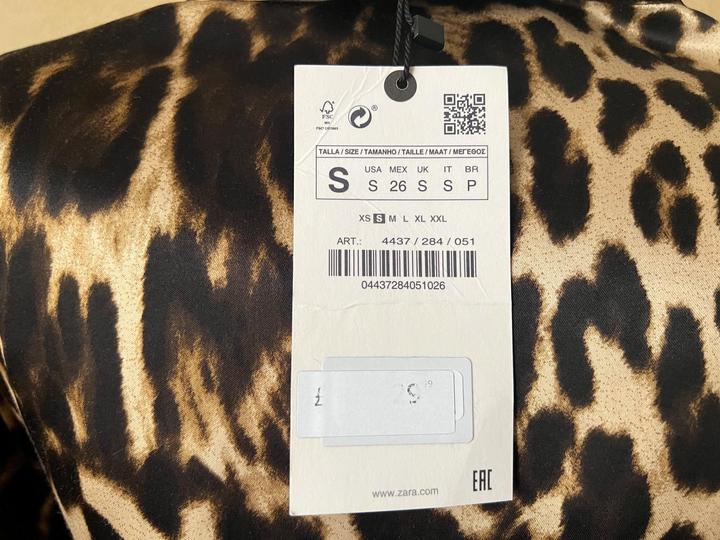 FSC
®
TALLA / SIZE / TAMANHO / TAILLE / MAAT / ΜΕΓΕΘΟΣ
S
USA MEX UK IT BR
S 26 S S P
XS S M L XL XXL
ART.: 4437 / 284 / 051
04437284051026
£ 29
www.zara.com
EAC